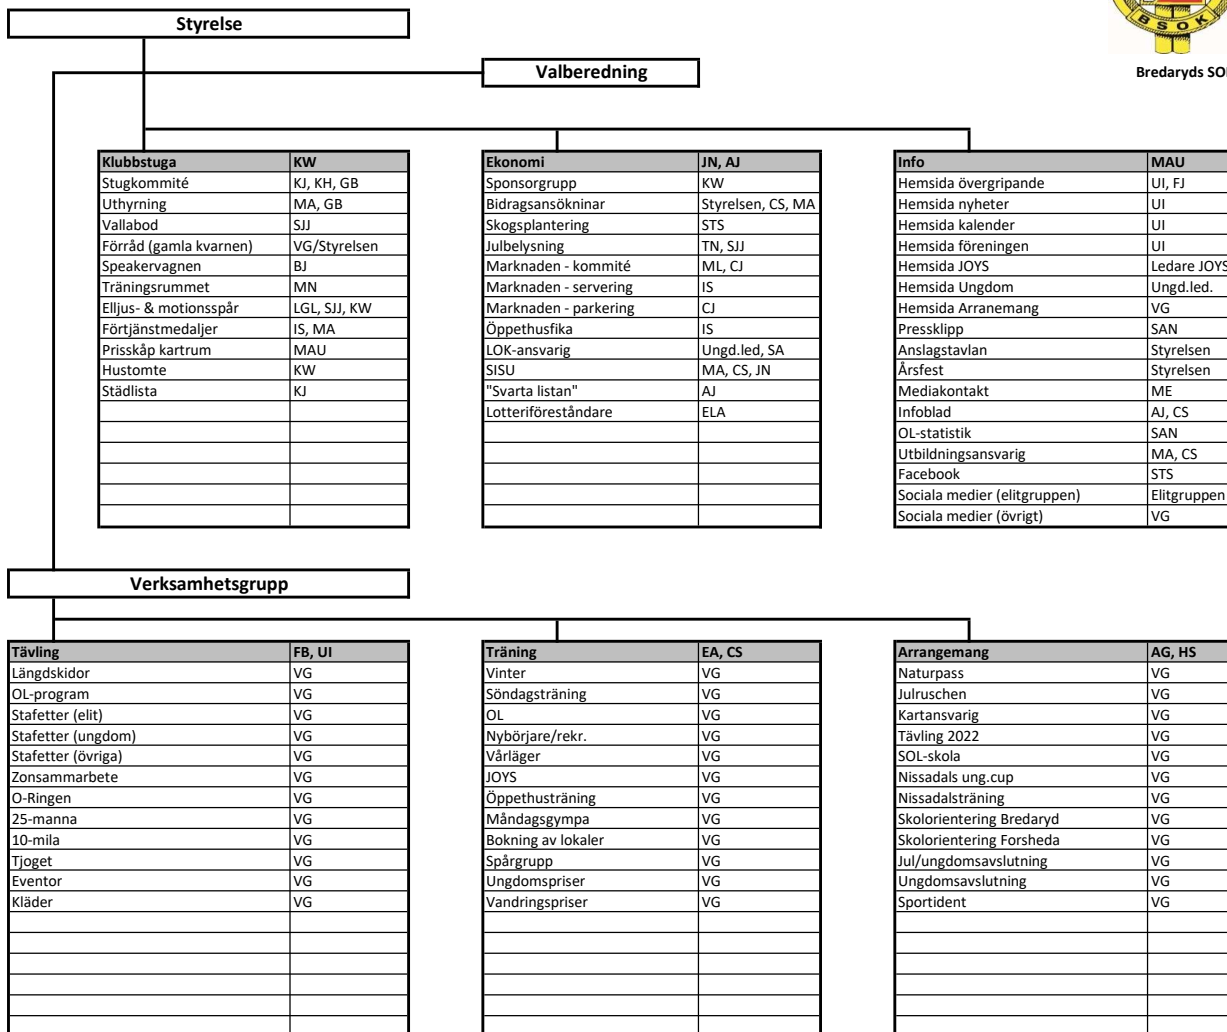 BSOK
Styrelse
Valberedning
Bredaryds SO
Klubbstuga KW
Stugkommité KJ, KH, GB
Uthyrning MA, GB
Vallabod SJJ
Förråd (gamla kvarnen) VG/Styrelsen
Speakervagnen BJ
Träningsrummet MN
Elljus- & motionsspår LGL, SJJ, KW
Förtjänstmedaljer IS, MA
Prisskåp kartrum MAU
Hustomte KW
Städlista KJ
Ekonomi JN, AJ
Sponsorgrupp KW
Bidragsansökninar Styrelsen, CS, MA
Skogsplantering STS
Julbelysning TN, SJJ
Marknaden - kommité ML, CJ
Marknaden - servering IS
Marknaden - parkering CJ
Öppethusfika IS
LOK-ansvarig Ungd.led, SA
SISU MA, CS, JN
"Svarta listan" AJ
Lotteriföreståndare ELA
Info MAU
Hemsida övergripande UI, FJ
Hemsida nyheter UI
Hemsida kalender UI
Hemsida föreningen UI
Hemsida JOYS Ledare JOYS
Hemsida Ungdom Ungd.led.
Hemsida Arranemang VG
Pressklipp SAN
Anslagstavlan Styrelsen
Årsfest Styrelsen
Mediakontakt ME
Infoblad AJ, CS
OL-statistik SAN
Utbildningsansvarig MA, CS
Facebook STS
Sociala medier (elitgruppen) Elitgruppen
Sociala medier (övrigt) VG
Verksamhetsgrupp
Tävling FB, UI
Längdskidor VG
OL-program VG
Stafetter (elit) VG
Stafetter (ungdom) VG
Stafetter (övriga) VG
Zonsammarbete VG
O-Ringen VG
25-manna VG
10-mila VG
Tjoget VG
Eventor VG
Kläder VG
Träning EA, CS
Vinter VG
Söndagsträning VG
OL VG
Nybörjare/rekr. VG
Vårläger VG
JOYS VG
Öppethusträning VG
Måndagsgympa VG
Bokning av lokaler VG
Spårgrupp VG
Ungdomspriser VG
Vandringspriser VG
Arrangemang AG, HS
Naturpass VG
Julruschen VG
Kartansvarig VG
Tävling 2022 VG
SOL-skola VG
Nissadals ung.cup VG
Nissadalsträning VG
Skolorientering Bredaryd VG
Skolorientering Forsheda VG
Jul/ungdomsavslutning VG
Ungdomsavslutning VG
Sportident VG